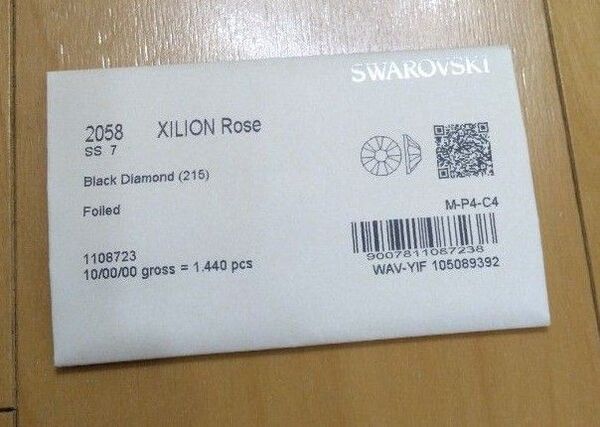 SWAROVSKI
2058 XILION Rose
SS 7
Black Diamond (215)
Foiled
M-P4-C4
1108723
10/00/00 gross = 1.440 pcs
9007811087238
WAV-YIF 105089392